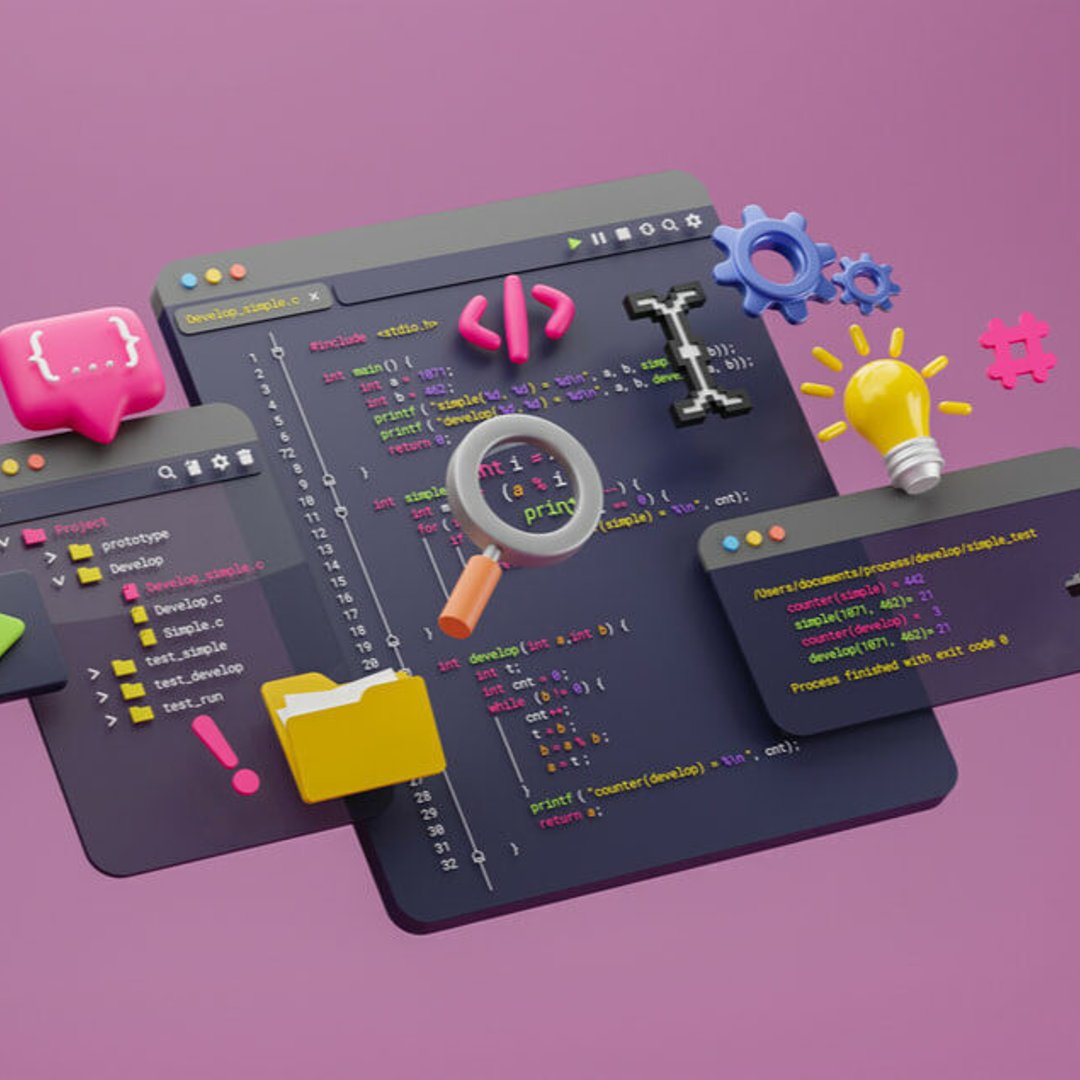 {...}
Project
prototype
Develop
Develop_simple.c
Develop.c
Simple.c
test_simple
test_develop
test_run
Develop_simple.c x
</>
#
1
2
3
4
5
6
72
8
9
10
11
12
13
14
15
16
17
18
19
20
27
28
29
30
31
32
#include <stdio.h>
int main() {
int a = 1071;
int b = 462;
printf ("simple(%d, %d) = %d\n", a, b, simp b));
printf ("develop(%d, %d) = %d\n", a, b, deve a, b));
return 0;
}
int simple --) {
int = 0) {
for( (simple) = %\n", cnt);
if
int i =
(a % i
print
}
int develop(int a,int b) {
int t;
int cnt = 0;
while (b != 0) {
cnt++;
t = b;
b = a % b;
a = t;
}
printf ("counter(develop) = %\n", cnt);
return a;
}
/Users/documents/process/develop/simple_test
counter(simple) = 442
simple(1071, 462)= 21
counter(develop) = 3
develop(1071, 462)= 21
Process finished with exit code 0